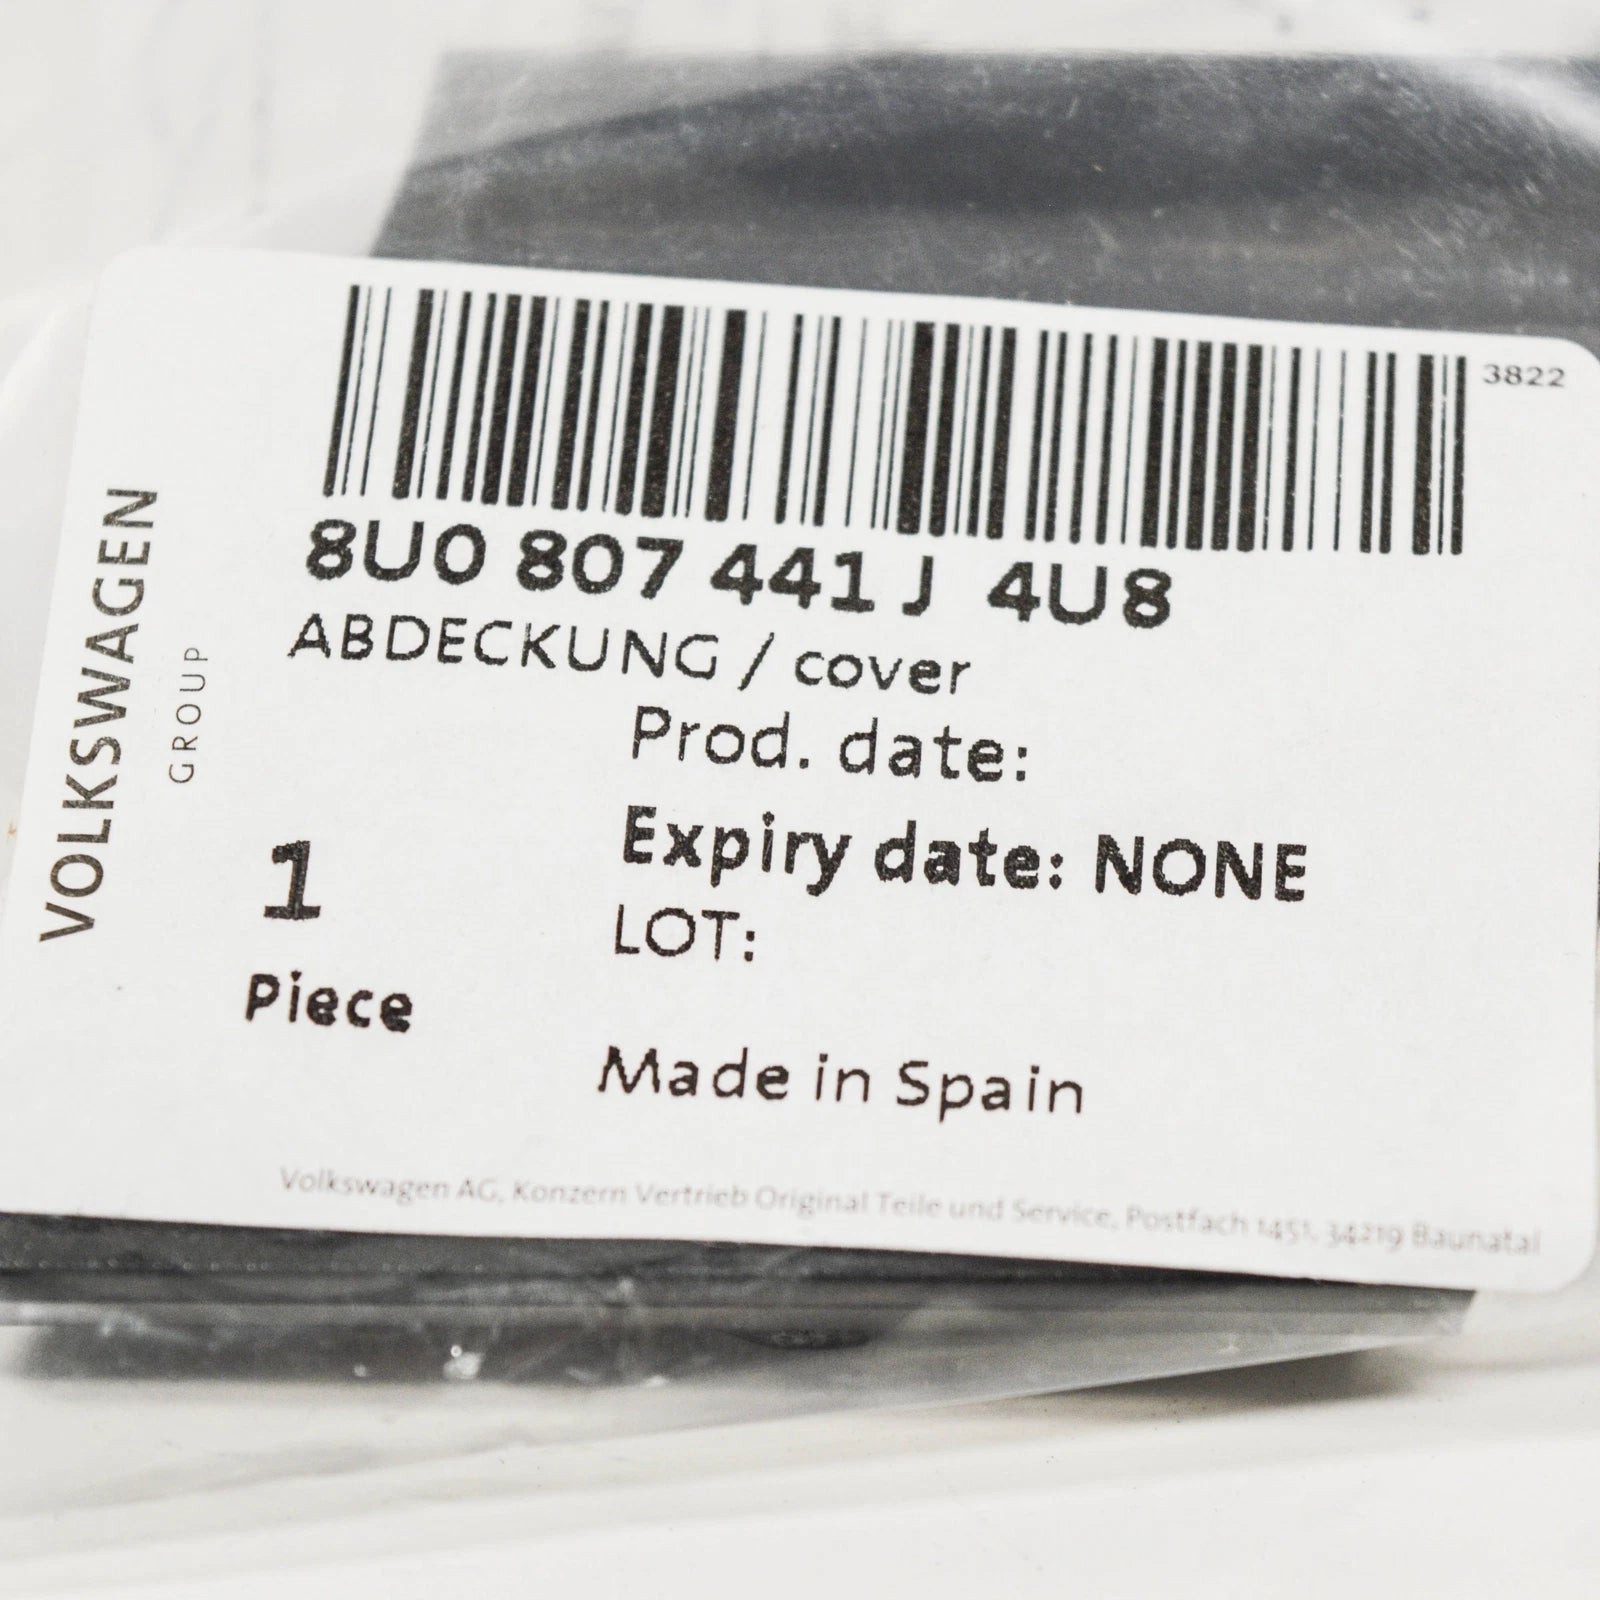 3822
8U0 807 441 J 4U8
ABDECKUNG / cover
Prod. date:
Expiry date: NONE
LOT:
1
Piece
Made in Spain
VOLKSWAGEN
GROUP
Volkswagen AG, Konzern Vertrieb Original Teile und Service, Postfach 1451, 34219 Baunatal